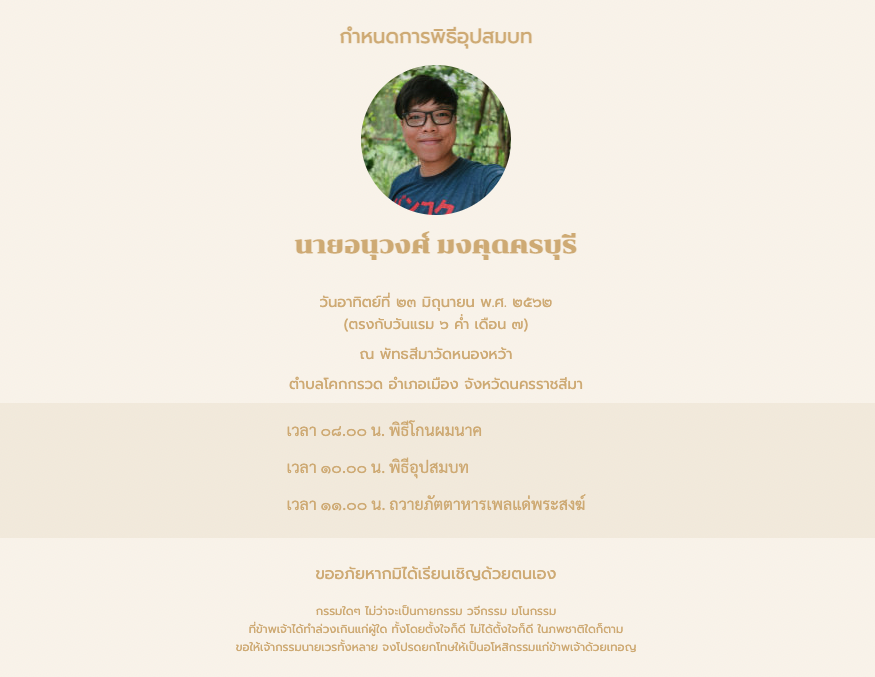 กำหนดการพิธีอุปสมบท
นายอนุวงศ์ มงคุดครบุรี
วันอาทิตย์ที่ ๒๓ มิถุนายน พ.ศ. ๒๕๖๒
(ตรงกับวันแรม ๖ ค่ำ เดือน ๗)
ณ พัทธสีมาวัดหนองหว้า
ตำบลโคกกรวด อำเภอเมือง จังหวัดนครราชสีมา
เวลา ๐๘.๐๐ น. พิธีโกนผมนาค
เวลา ๑๐.๐๐ น. พิธีอุปสมบท
เวลา ๑๑.๐๐ น. ถวายภัตตาหารเพลแด่พระสงฆ์
ขออภัยหากมิได้เรียนเชิญด้วยตนเอง
กรรมใดๆ ไม่ว่าจะเป็นกายกรรม วจีกรรม มโนกรรม
ที่ข้าพเจ้าได้ทำล่วงเกินแก่ผู้ใด ทั้งโดยตั้งใจก็ดี ไม่ได้ตั้งใจก็ดี ในภพชาติใดก็ตาม
ขอให้เจ้ากรรมนายเวรทั้งหลาย จงโปรดยกโทษให้เป็นอโหสิกรรมแก่ข้าพเจ้าด้วยเทอญ